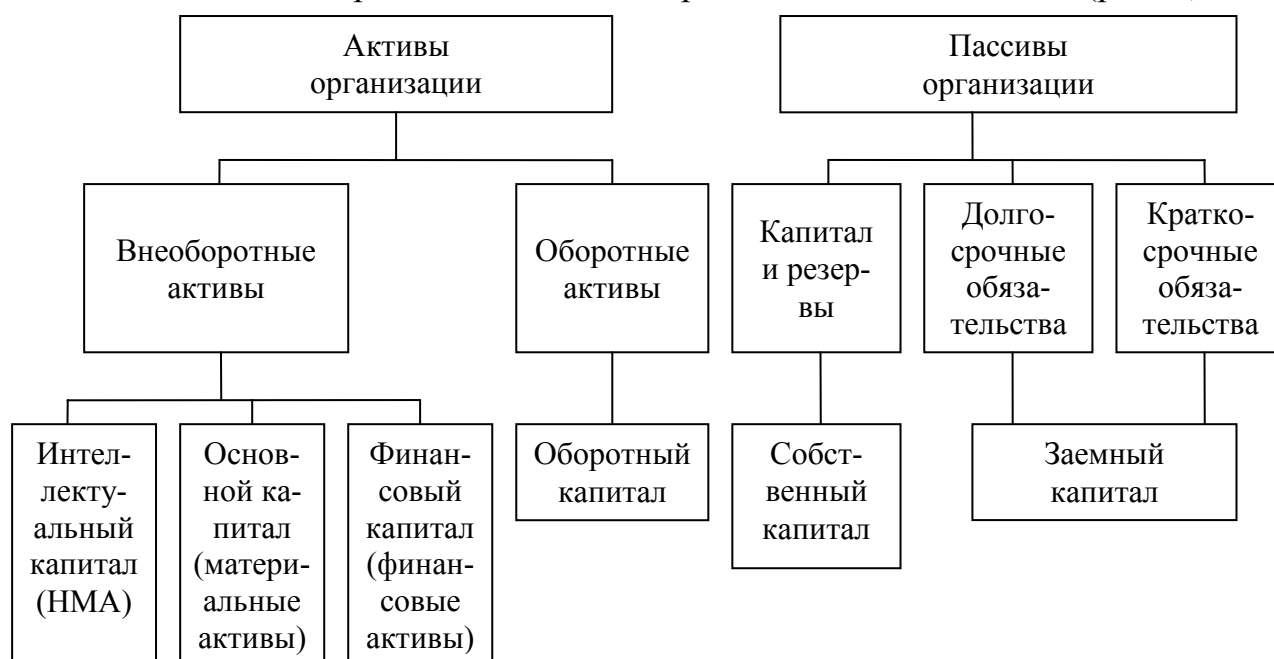 Активы
организации
Пассивы
организации
Внеоборотные
активы
Оборотные
активы
Капитал
и резер-
вы
Долго-
срочные
обяза-
тельства
Кратко-
срочные
обяза-
тельства
Интел-
лекту-
альный
капитал
(НМА)
Основ-
ной ка-
питал
(матери-
альные
активы)
Финан-
совый
капитал
(финан-
совые
активы)
Оборотный
капитал
Собст-
венный
капитал
Заемный
капитал